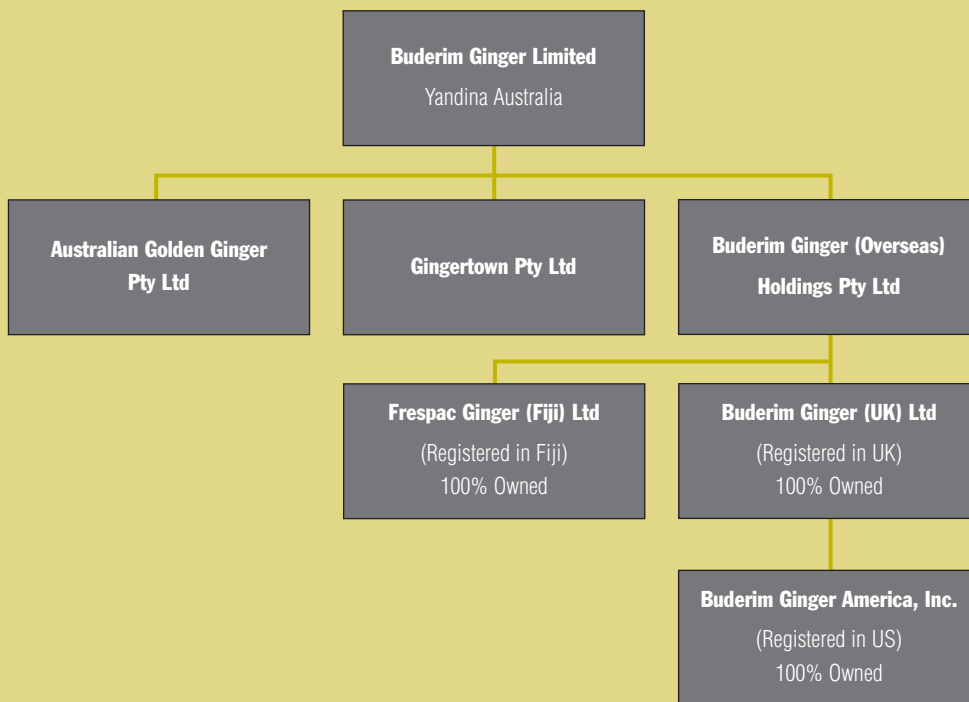 Buderim Ginger Limited
Yandina Australia
Australian Golden Ginger
Pty Ltd
Gingertown Pty Ltd
Buderim Ginger (Overseas)
Holdings Pty Ltd
Frespac Ginger (Fiji) Ltd
(Registered in Fiji)
100% Owned
Buderim Ginger (UK) Ltd
(Registered in UK)
100% Owned
Buderim Ginger America, Inc.
(Registered in US)
100% Owned